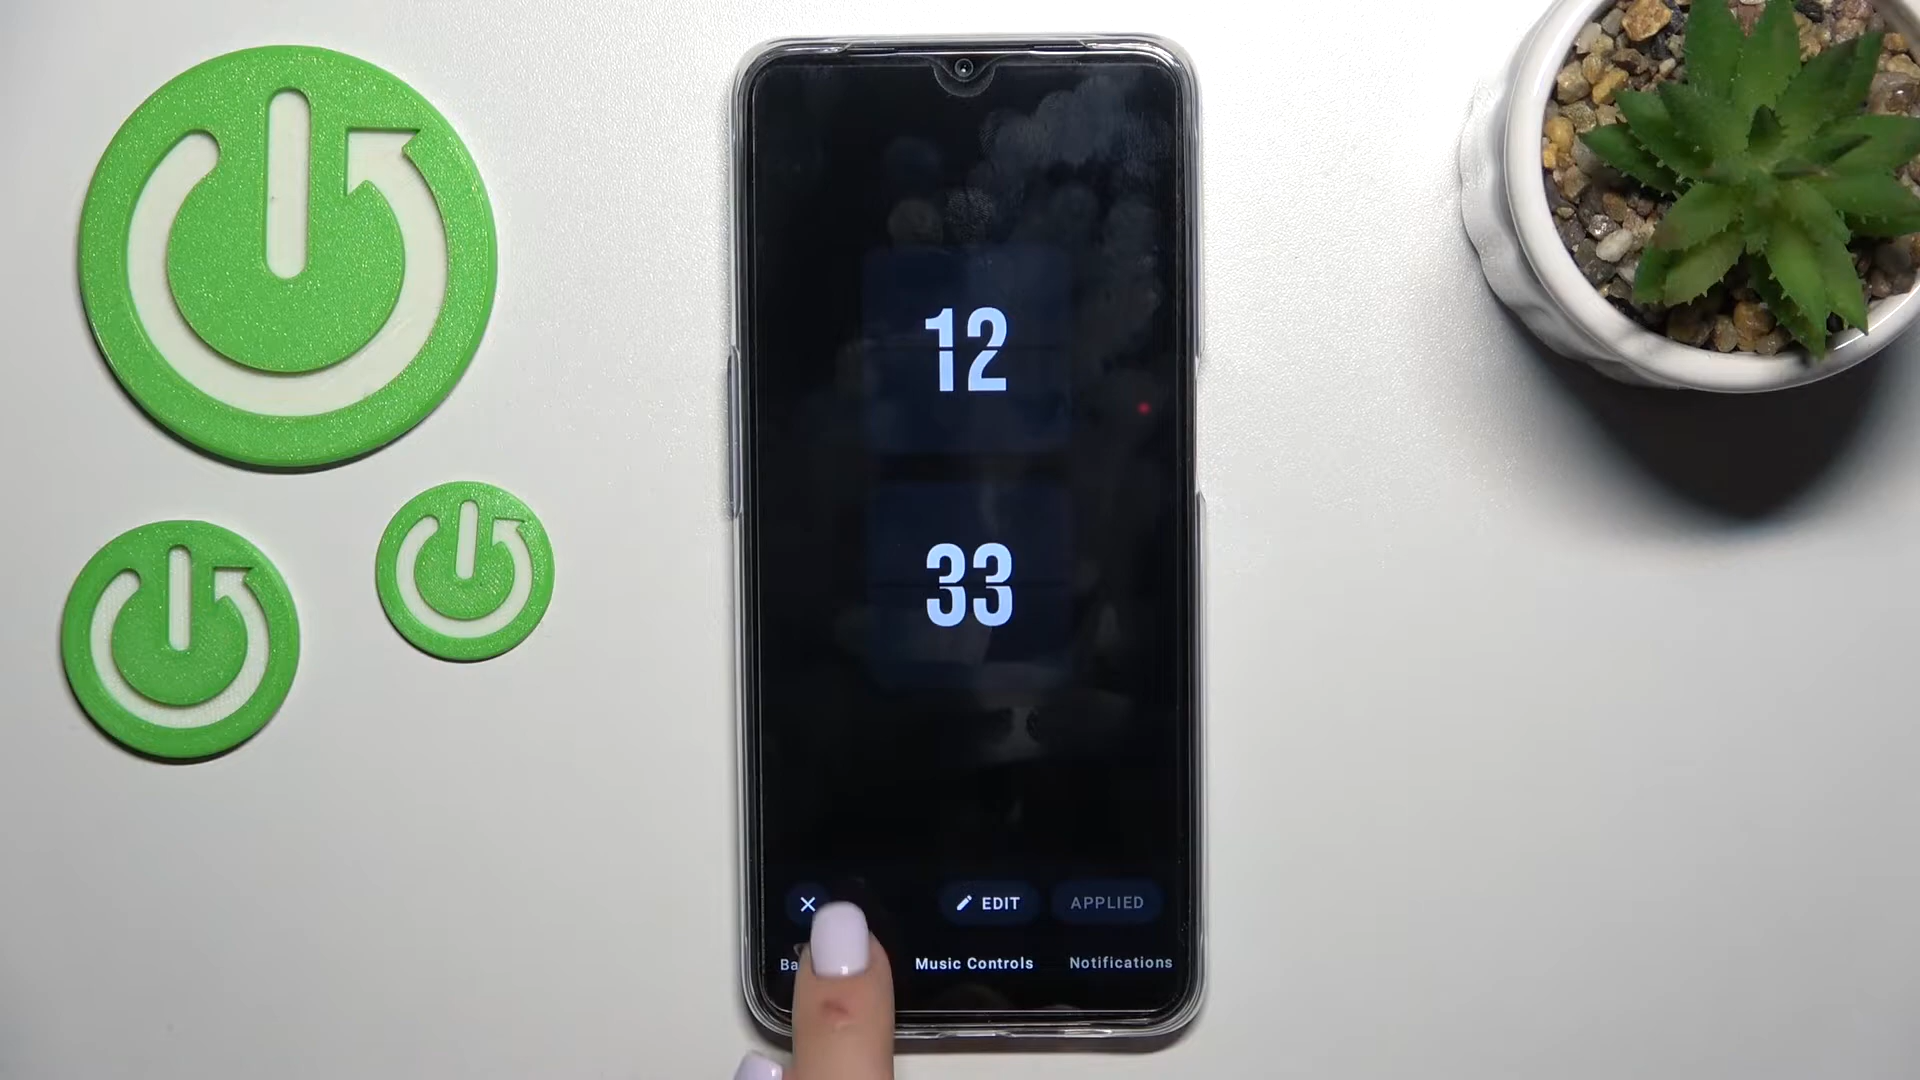 12
33
EDIT
APPLIED
Music Controls
Notifications